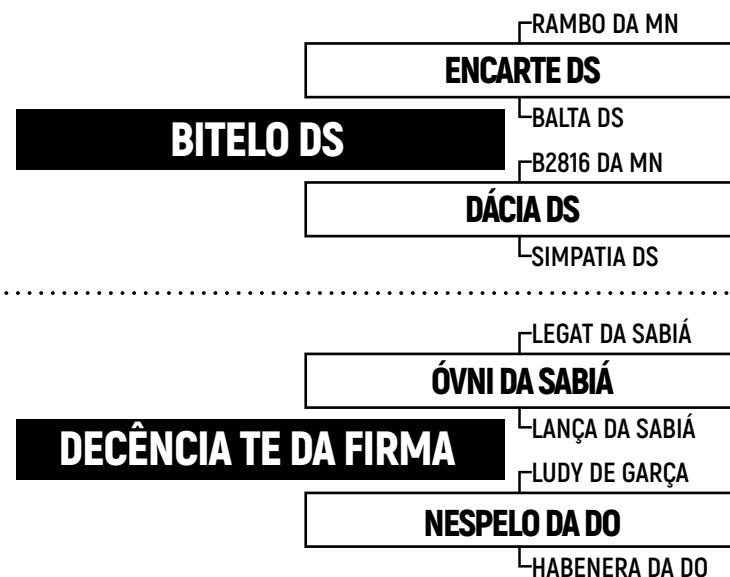 RAMBO DA MN
ENCARTE DS
BALTA DS
BITELO DS
B2816 DA MN
DÁCIA DS
SIMPATIA DS
LEGAT DA SABIÁ
ÓVNI DA SABIÁ
LANÇA DA SABIÁ
DECÊNCIA TE DA FIRMA
LUDY DE GARÇA
NESPELO DA DO
HABENERA DA DO